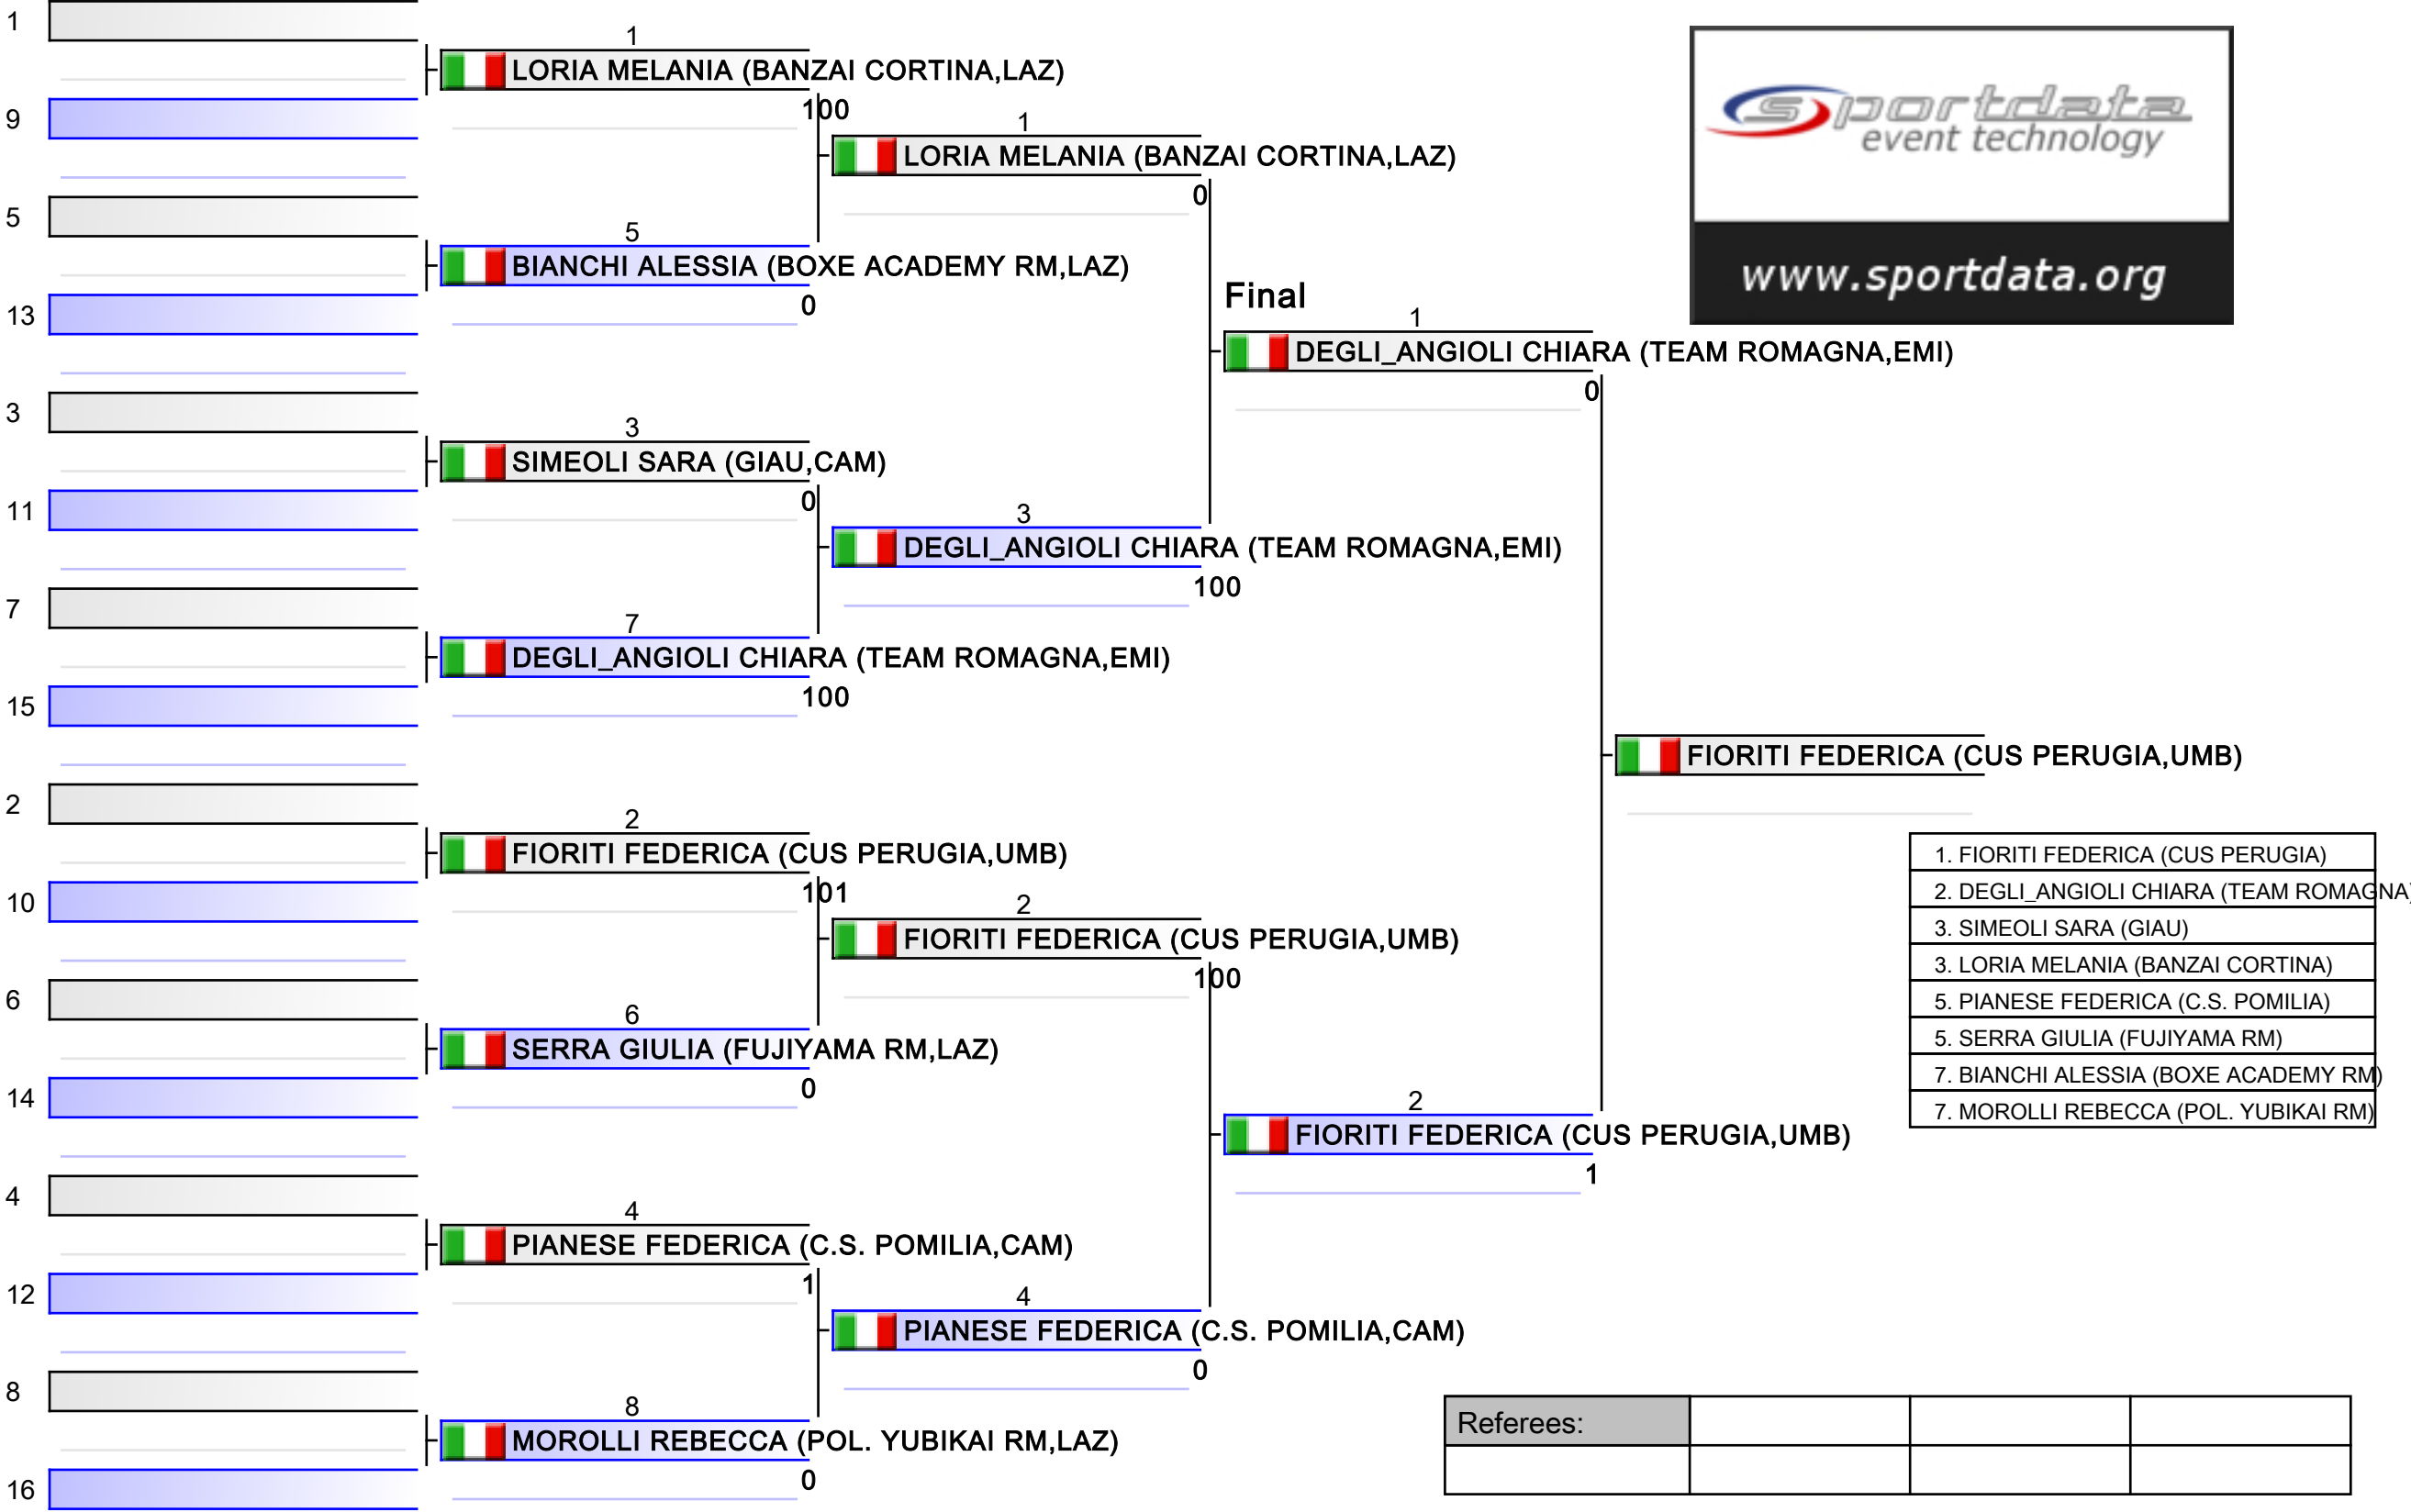 1
9
5
13
3
11
7
15
2
10
6
14
4
12
8
16
1
LORIA MELANIA (BANZAI CORTINA,LAZ)
100
5
BIANCHI ALESSIA (BOXE ACADEMY RM,LAZ)
0
3
SIMEOLI SARA (GIAU,CAM)
0
7
DEGLI_ANGIOLI CHIARA (TEAM ROMAGNA,EMI)
100
2
FIORITI FEDERICA (CUS PERUGIA,UMB)
101
6
SERRA GIULIA (FUJIYAMA RM,LAZ)
0
4
PIANESE FEDERICA (C.S. POMILIA,CAM)
1
8
MOROLLI REBECCA (POL. YUBIKAI RM,LAZ)
0
1
LORIA MELANIA (BANZAI CORTINA,LAZ)
0
3
DEGLI_ANGIOLI CHIARA (TEAM ROMAGNA,EMI)
100
2
FIORITI FEDERICA (CUS PERUGIA,UMB)
100
4
PIANESE FEDERICA (C.S. POMILIA,CAM)
0
Final
1
DEGLI_ANGIOLI CHIARA (TEAM ROMAGNA,EMI)
0
2
FIORITI FEDERICA (CUS PERUGIA,UMB)
1
FIORITI FEDERICA (CUS PERUGIA,UMB)
sportdata
event technology
www.sportdata.org
1. FIORITI FEDERICA (CUS PERUGIA)
2. DEGLI_ANGIOLI CHIARA (TEAM ROMAGNA)
3. SIMEOLI SARA (GIAU)
3. LORIA MELANIA (BANZAI CORTINA)
5. PIANESE FEDERICA (C.S. POMILIA)
5. SERRA GIULIA (FUJIYAMA RM)
7. BIANCHI ALESSIA (BOXE ACADEMY RM)
7. MOROLLI REBECCA (POL. YUBIKAI RM)
Referees: